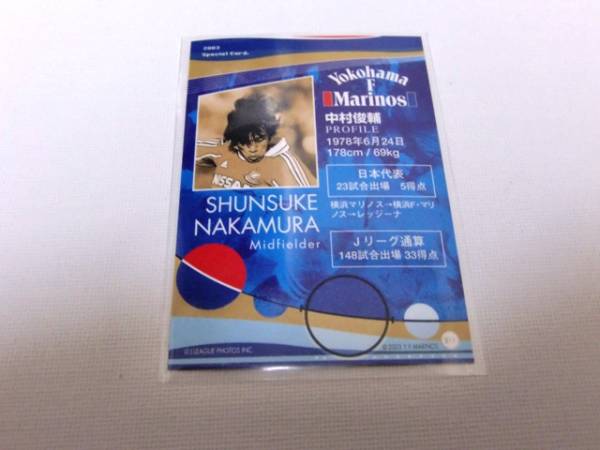 2003
Special Card.
Yokohama
F
Marinos
中村俊輔
PROFILE
1978年6月24日
178cm / 69kg
日本代表
23試合出場 5得点
横浜マリノス→横浜F・マリ
ノス→レッジーナ
Jリーグ通算
148試合出場 33得点
NISSAN
SHUNSUKE
NAKAMURA
Midfielder
©J.LEAGUE PHOTOS INC.
© 2003 Y.F.MARINOS